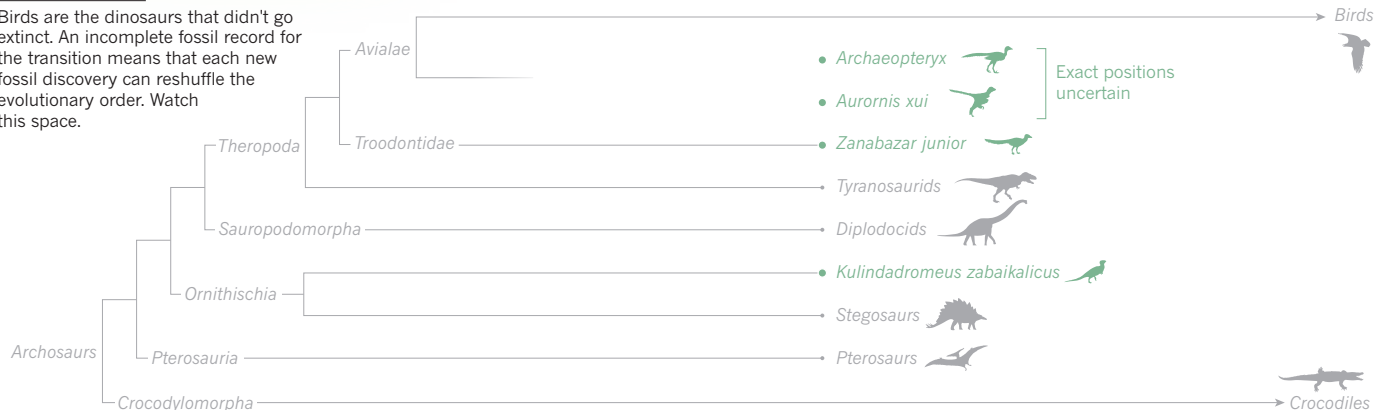 Birds are the dinosaurs that didn't go
extinct. An incomplete fossil record for
the transition means that each new
fossil discovery can reshuffle the
evolutionary order. Watch
this space.
Birds
Avialae
Archaeopteryx
Exact positions
uncertain
Aurornis xui
Theropoda
Troodontidae
Zanabazar junior
Tyranosaurids
Sauropodomorpha
Diplodocids
Kulindadromeus zabaikalicus
Ornithischia
Stegosaurs
Archosaurs
Pterosauria
Pterosaurs
Crocodylomorpha
Crocodiles